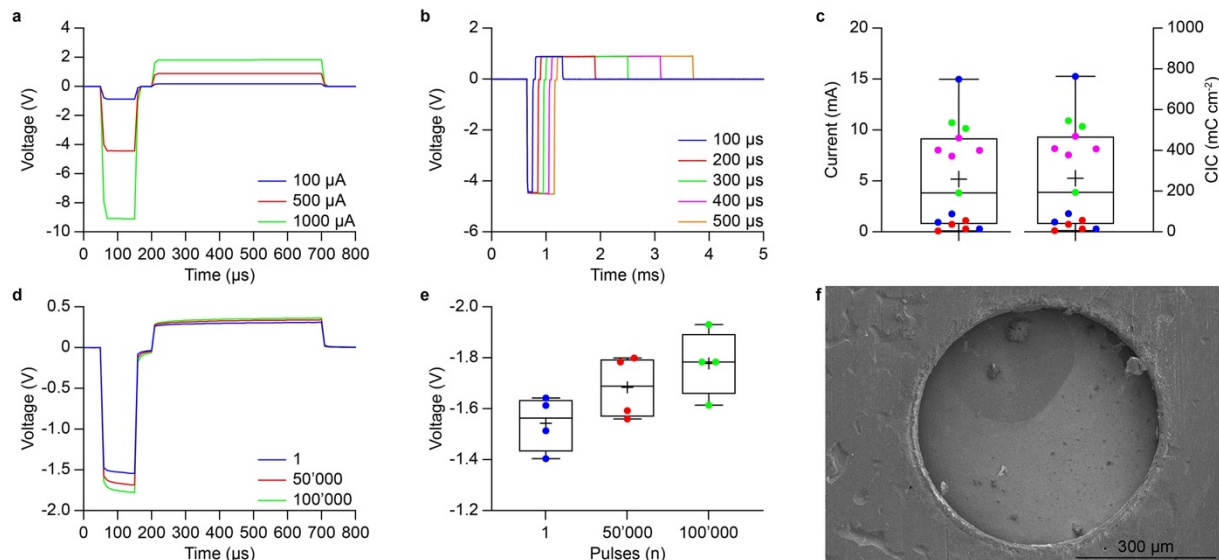 a
4
2
0
-2
-4
-6
-8
-10
Voltage (V)
100 µA
500 µA
1000 µA
0 100 200 300 400 500 600 700 800
Time (µs)
b
4
2
0
-2
-4
-6
Voltage (V)
100 µs
200 µs
300 µs
400 µs
500 µs
0 1 2 3 4 5
Time (ms)
c
20
15
10
5
0
Current (mA)
1000
800
600
400
200
0
CIC (mC cm-2)
d
0.5
0
-0.5
-1.0
-1.5
-2.0
Voltage (V)
1
50’000
100’000
0 100 200 300 400 500 600 700 800
Time (µs)
e
-2.0
-1.8
-1.6
-1.4
-1.2
Voltage (V)
1 50'000 100'000
Pulses (n)
f
300 µm